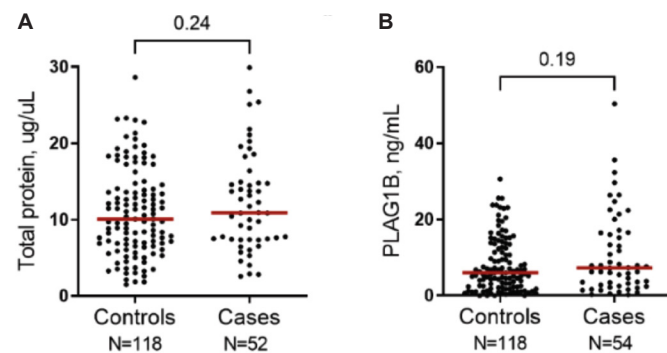 A
0.24
Total protein, ug/uL
30
20
10
0
Controls
Cases
N=118
N=52
B
0.19
PLAG1B, ng/mL
60
40
20
0
Controls
Cases
N=118
N=54